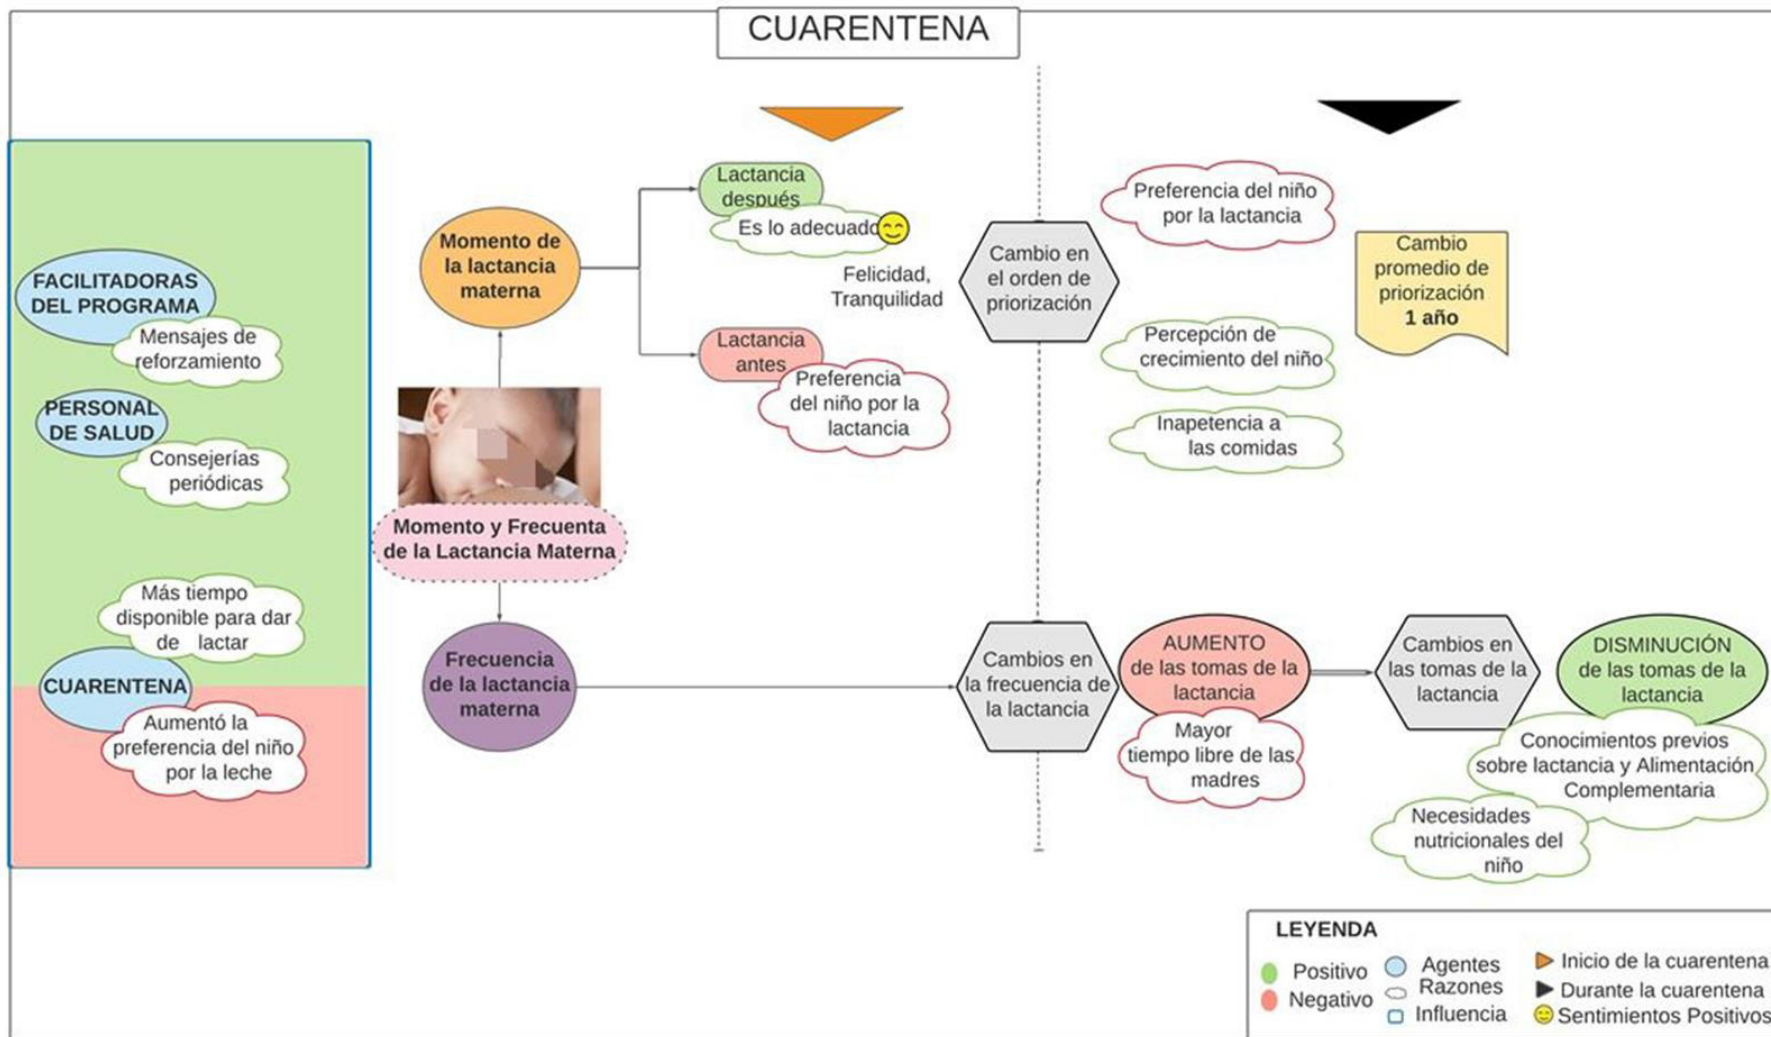 CUARENTENA
FACILITADORAS
DEL PROGRAMA
Mensajes de
reforzamiento
PERSONAL
DE SALUD
Consejerías
periódicas
Más tiempo
disponible para dar
de lactar
CUARENTENA
Aumentó la
preferencia del niño
por la leche
Momento de
la lactancia
materna
Momento y Frecuenta
de la Lactancia Materna
Frecuencia
de la lactancia
materna
Lactancia
después
Es lo adecuado
Felicidad,
Tranquilidad
Lactancia
antes
Preferencia
del niño por la
lactancia
Cambio en
el orden de
priorización
Preferencia del niño
por la lactancia
Percepción de
crecimiento del niño
Inapetencia a
las comidas
Cambio
promedio de
priorización
1 año
Cambios en
la frecuencia de
la lactancia
AUMENTO
de las tomas de la
lactancia
Mayor
tiempo libre de las
madres
Cambios en
las tomas de la
lactancia
DISMINUCIÓN
de las tomas de la
lactancia
Conocimientos previos
sobre lactancia y Alimentación
Complementaria
Necesidades
nutricionales del
niño
LEYENDA
Positivo
Negativo
Agentes
Razones
Influencia
Inicio de la cuarentena
Durante la cuarentena
Sentimientos Positivos